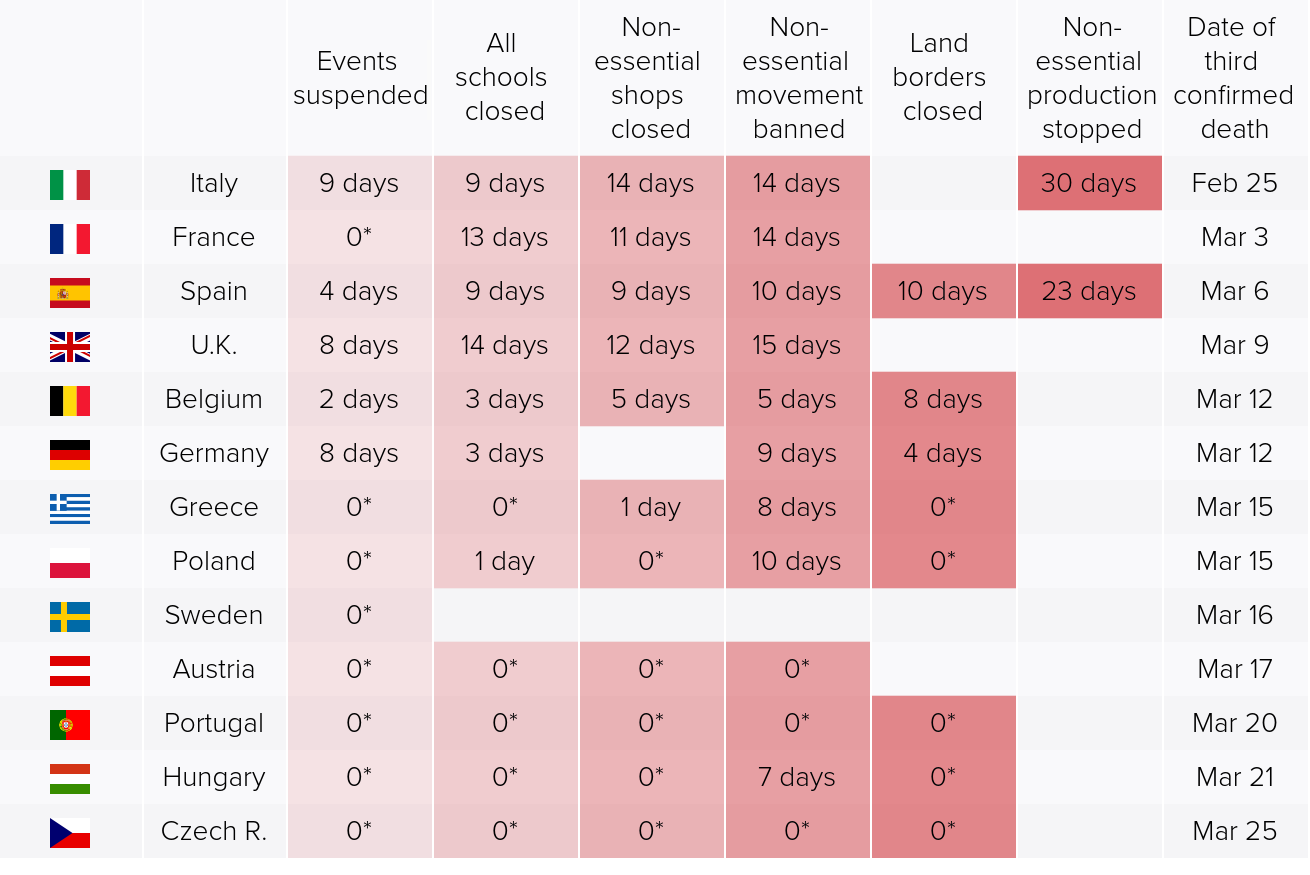 Events suspended All schools closed Non-essential shops closed Non-essential movement banned Land borders closed Non-essential production stopped Date of third confirmed death
Italy 9 days 9 days 14 days 14 days 30 days Feb 25
France 0* 13 days 11 days 14 days Mar 3
Spain 4 days 9 days 9 days 10 days 10 days 23 days Mar 6
U.K. 8 days 14 days 12 days 15 days Mar 9
Belgium 2 days 3 days 5 days 5 days 8 days Mar 12
Germany 8 days 3 days 9 days 4 days Mar 12
Greece 0* 0* 1 day 8 days 0* Mar 15
Poland 0* 1 day 0* 10 days 0* Mar 15
Sweden 0* Mar 16
Austria 0* 0* 0* 0* Mar 17
Portugal 0* 0* 0* 0* 0* Mar 20
Hungary 0* 0* 0* 7 days 0* Mar 21
Czech R. 0* 0* 0* 0* 0* Mar 25